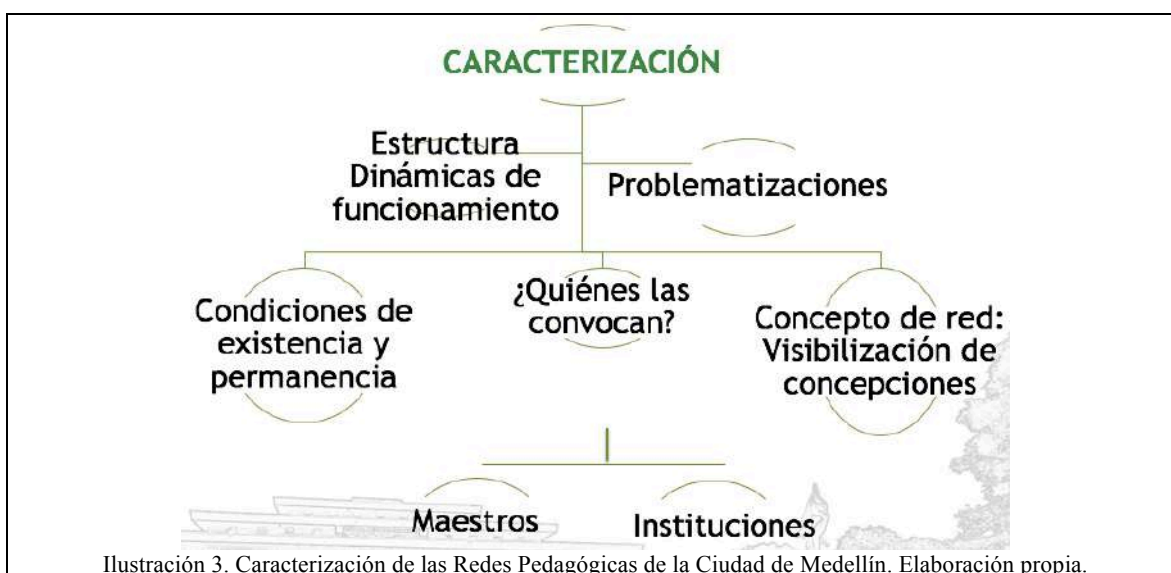 CARACTERIZACIÓN
Estructura
Dinámicas de
funcionamiento
Problematizaciones
Condiciones de
existencia y
permanencia
¿Quiénes las
convocan?
Concepto de red:
Visibilización de
concepciones
Maestros
Instituciones
Ilustración 3. Caracterización de las Redes Pedagógicas de la Ciudad de Medellín. Elaboración propia.